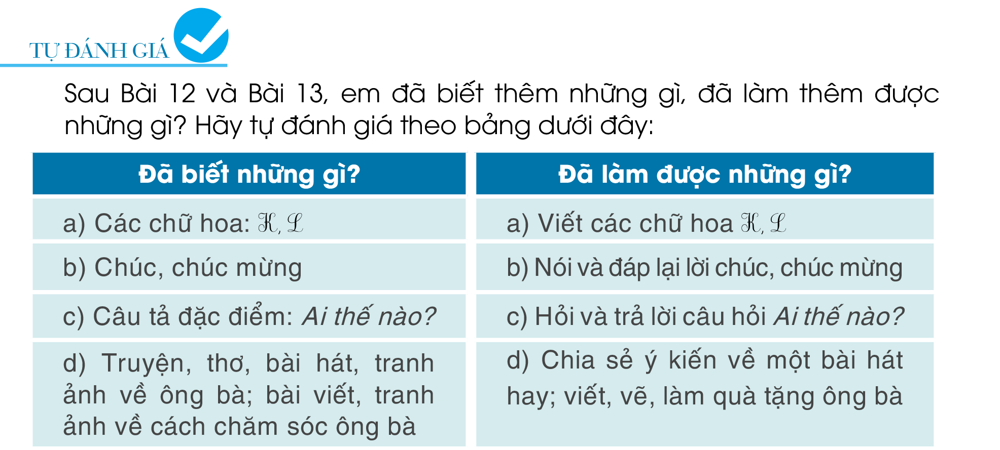 TỰ ĐÁNH GIÁ
Sau Bài 12 và Bài 13, em đã biết thêm những gì, đã làm thêm được
những gì? Hãy tự đánh giá theo bảng dưới đây:
Đã biết những gì?
Đã làm được những gì?
a) Các chữ hoa: K, L
a) Viết các chữ hoa K, L
b) Chúc, chúc mừng
b) Nói và đáp lại lời chúc, chúc mừng
c) Câu tả đặc điểm: Ai thế nào?
c) Hỏi và trả lời câu hỏi Ai thế nào?
d) Truyện, thơ, bài hát, tranh
ảnh về ông bà; bài viết, tranh
ảnh về cách chăm sóc ông bà
d) Chia sẻ ý kiến về một bài hát
hay; viết, vẽ, làm quà tặng ông bà